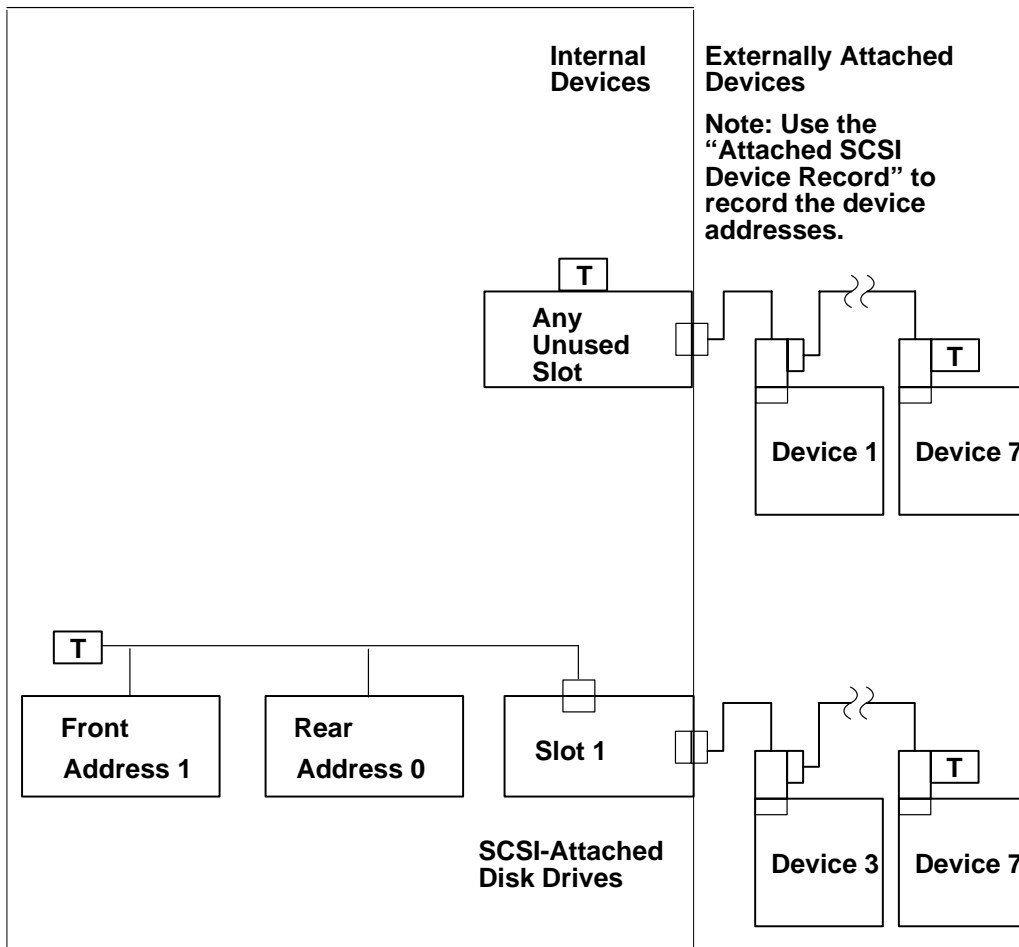 Internal
Devices
Externally Attached
Devices
Note: Use the
“Attached SCSI
Device Record” to
record the device
addresses.
T
Any
Unused
Slot
T
Device 1
Device 7
T
Front
Address 1
Rear
Address 0
Slot 1
T
Device 3
Device 7
SCSI-Attached
Disk Drives